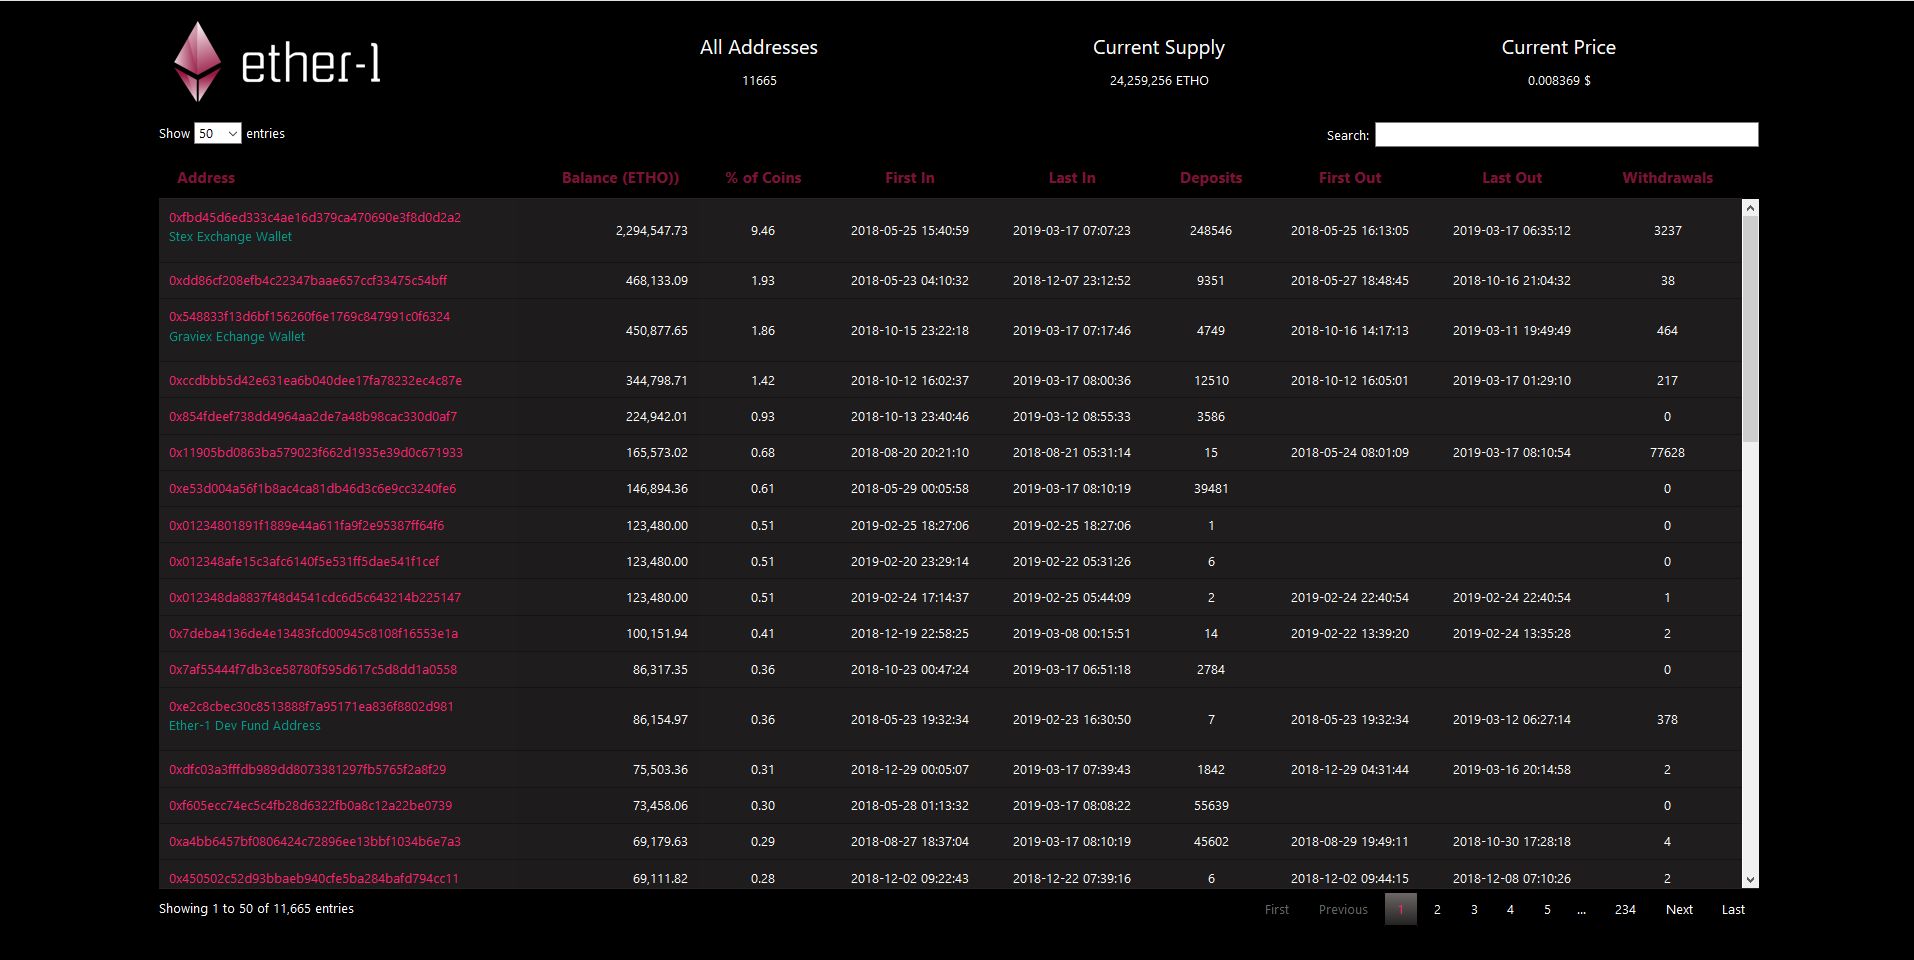 ether-1
All Addresses
11665
Current Supply
24,259,256 ETHO
Current Price
0.008369 $
Show 50 entries
Search:
Address Balance (ETHO)) % of Coins First In Last In Deposits First Out Last Out Withdrawals
0xfbd45d6ed333c4ae16d379ca470690e3f8d0d2a2
Stex Exchange Wallet
2,294,547.73 9.46 2018-05-25 15:40:59 2019-03-17 07:07:23 248546 2018-05-25 16:13:05 2019-03-17 06:35:12 3237
0xdd86cf208efb4c22347baae657ccf33475c54bff 468,133.09 1.93 2018-05-23 04:10:32 2018-12-07 23:12:52 9351 2018-05-27 18:48:45 2018-10-16 21:04:32 38
0x548833f13d6bf156260f6e1769c847991c0f6324
Graviex Echange Wallet
450,877.65 1.86 2018-10-15 23:22:18 2019-03-17 07:17:46 4749 2018-10-16 14:17:13 2019-03-11 19:49:49 464
0xccdbbb5d42e631ea6b040dee17fa78232ec4c87e 344,798.71 1.42 2018-10-12 16:02:37 2019-03-17 08:00:36 12510 2018-10-12 16:05:01 2019-03-17 01:29:10 217
0x854fdeef738dd4964aa2de7a48b98cac330d0af7 224,942.01 0.93 2018-10-13 23:40:46 2019-03-12 08:55:33 3586 0
0x11905bd0863ba579023f662d1935e39d0c671933 165,573.02 0.68 2018-08-20 20:21:10 2018-08-21 05:31:14 15 2018-05-24 08:01:09 2019-03-17 08:10:54 77628
0xe53d004a56f1b8ac4ca81db46d3c6e9cc3240fe6 146,894.36 0.61 2018-05-29 00:05:58 2019-03-17 08:10:19 39481 0
0x01234801891f1889e44a611fa9f2e95387ff64f6 123,480.00 0.51 2019-02-25 18:27:06 2019-02-25 18:27:06 1 0
0x012348afe15c3afc6140f5e531ff5dae541f1cef 123,480.00 0.51 2019-02-20 23:29:14 2019-02-22 05:31:26 6 0
0x012348da8837f48d4541cdc6d5c643214b225147 123,480.00 0.51 2019-02-24 17:14:37 2019-02-25 05:44:09 2 2019-02-24 22:40:54 2019-02-24 22:40:54 1
0x7deba4136de4e13483fcd00945c8108f16553e1a 100,151.94 0.41 2018-12-19 22:58:25 2019-03-08 00:15:51 14 2019-02-22 13:39:20 2019-02-24 13:35:28 2
0x7af55444f7db3ce58780f595d617c5d8dd1a0558 86,317.35 0.36 2018-10-23 00:47:24 2019-03-17 06:51:18 2784 0
0xe2c8cbec30c8513888f7a95171ea836f8802d981
Ether-1 Dev Fund Address
86,154.97 0.36 2018-05-23 19:32:34 2019-02-23 16:30:50 7 2018-05-23 19:32:34 2019-03-12 06:27:14 378
0xdfc03a3fffdb989dd8073381297fb5765f2a8f29 75,503.36 0.31 2018-12-29 00:05:07 2019-03-17 07:39:43 1842 2018-12-29 04:31:44 2019-03-16 20:14:58 2
0xf605ecc74ec5c4fb28d6322fb0a8c12a22be0739 73,458.06 0.30 2018-05-28 01:13:32 2019-03-17 08:08:22 55639 0
0xa4bb6457bf0806424c72896ee13bbf1034b6e7a3 69,179.63 0.29 2018-08-27 18:37:04 2019-03-17 08:10:19 45602 2018-08-29 19:49:11 2018-10-30 17:28:18 4
0x450502c52d93bbaeb940cfe5ba284bafd794cc11 69,111.82 0.28 2018-12-02 09:22:43 2018-12-22 07:39:16 6 2018-12-02 09:44:15 2018-12-08 07:10:26 2
Showing 1 to 50 of 11,665 entries
First Previous 1 2 3 4 5 ... 234 Next Last